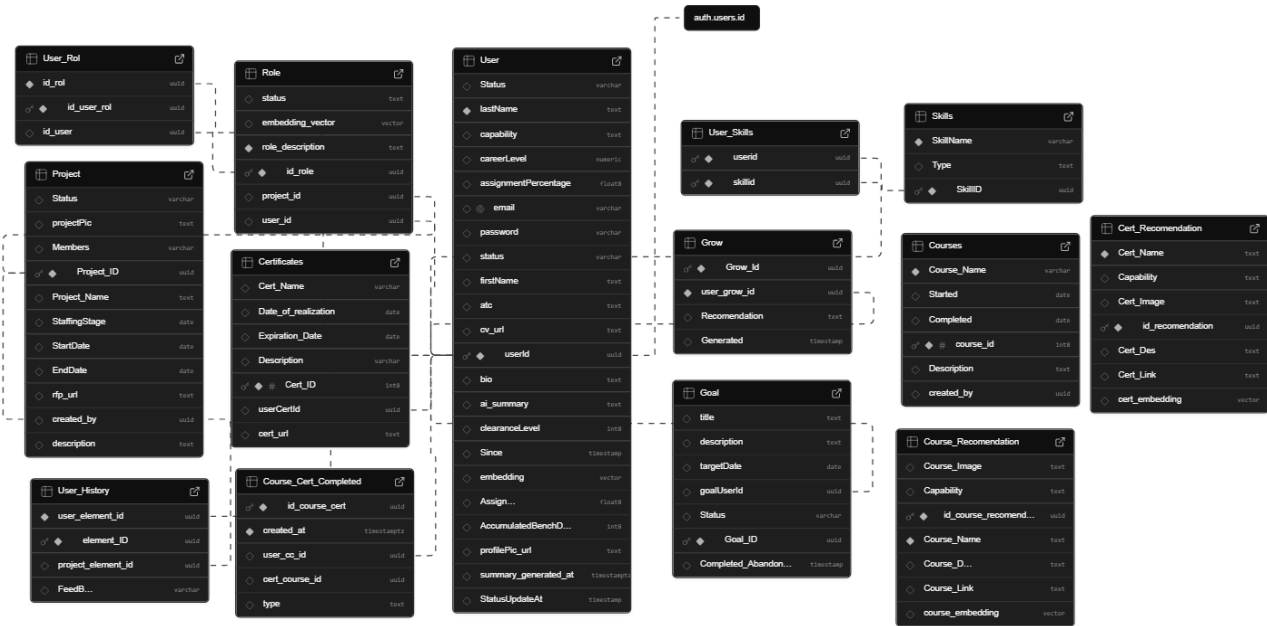 auth.users.id
User_Rol
id_rol uuid
id_user_rol uuid
id_user uuid
Role
status text
embedding_vector vector
role_description text
id_role uuid
project_id uuid
user_id uuid
Project
Status varchar
projectPic text
Members varchar
Project_ID uuid
Project_Name text
StaffingStage date
StartDate date
EndDate date
rfp_url text
created_by uuid
description text
Certificates
Cert_Name varchar
Date_of_realization date
Expiration_Date date
Description varchar
# Cert_ID int8
userCertId uuid
cert_url text
User_History
user_element_id uuid
element_ID uuid
project_element_id uuid
FeedB... varchar
Course_Cert_Completed
id_course_cert uuid
created_at timestamptz
user_cc_id uuid
cert_course_id uuid
type text
User
Status varchar
lastName text
capability text
careerLevel numeric
assignmentPercentage float8
email varchar
password varchar
status varchar
firstName text
atc text
cv_url text
userId uuid
bio text
ai_summary text
clearanceLevel int8
Since timestamp
embedding vector
Assign... float8
AccumulatedBenchD... int8
profilePic_url text
summary_generated_at timestamptz
StatusUpdateAt timestamp
User_Skills
userid uuid
skillid uuid
Skills
SkillName varchar
Type text
SkillID uuid
Grow
Grow_Id uuid
user_grow_id uuid
Recomendation text
Generated timestamp
Goal
title text
description text
targetDate date
goalUserId uuid
Status varchar
Goal_ID uuid
Completed_Abandon... timestamp
Courses
Course_Name varchar
Started date
Completed date
# course_id int8
Description text
created_by uuid
Cert_Recomendation
Cert_Name text
Capability text
Cert_Image text
id_recomendation uuid
Cert_Des text
Cert_Link text
cert_embedding vector
Course_Recomendation
Course_Image text
Capability text
id_course_recomend... uuid
Course_Name text
Course_D... text
Course_Link text
course_embedding vector